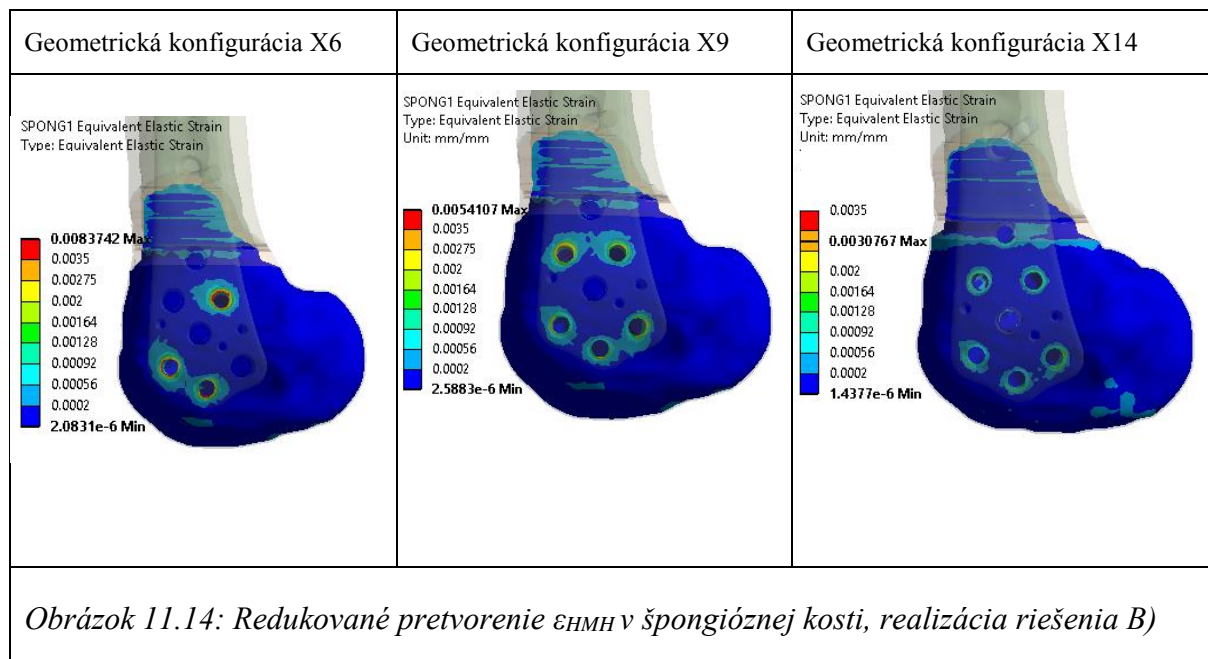 Geometrická konfigurácia X6
Geometrická konfigurácia X9
Geometrická konfigurácia X14
SPONG1 Equivalent Elastic Strain
Type: Equivalent Elastic Strain
0.0083742 Max
0.0035
0.00275
0.002
0.00164
0.00128
0.00092
0.00056
0.0002
2.0831e-6 Min
SPONG1 Equivalent Elastic Strain
Type: Equivalent Elastic Strain
Unit: mm/mm
0.0054107 Max
0.0035
0.00275
0.002
0.00164
0.00128
0.00092
0.00056
0.0002
2.5883e-6 Min
SPONG1 Equivalent Elastic Strain
Type: Equivalent Elastic Strain
Unit: mm/mm
0.0035
0.0030767 Max
0.002
0.00164
0.00128
0.00092
0.00056
0.0002
1.4377e-6 Min
Obrázok 11.14: Redukované pretvorenie εHMH v špongióznej kosti, realizácia riešenia B)